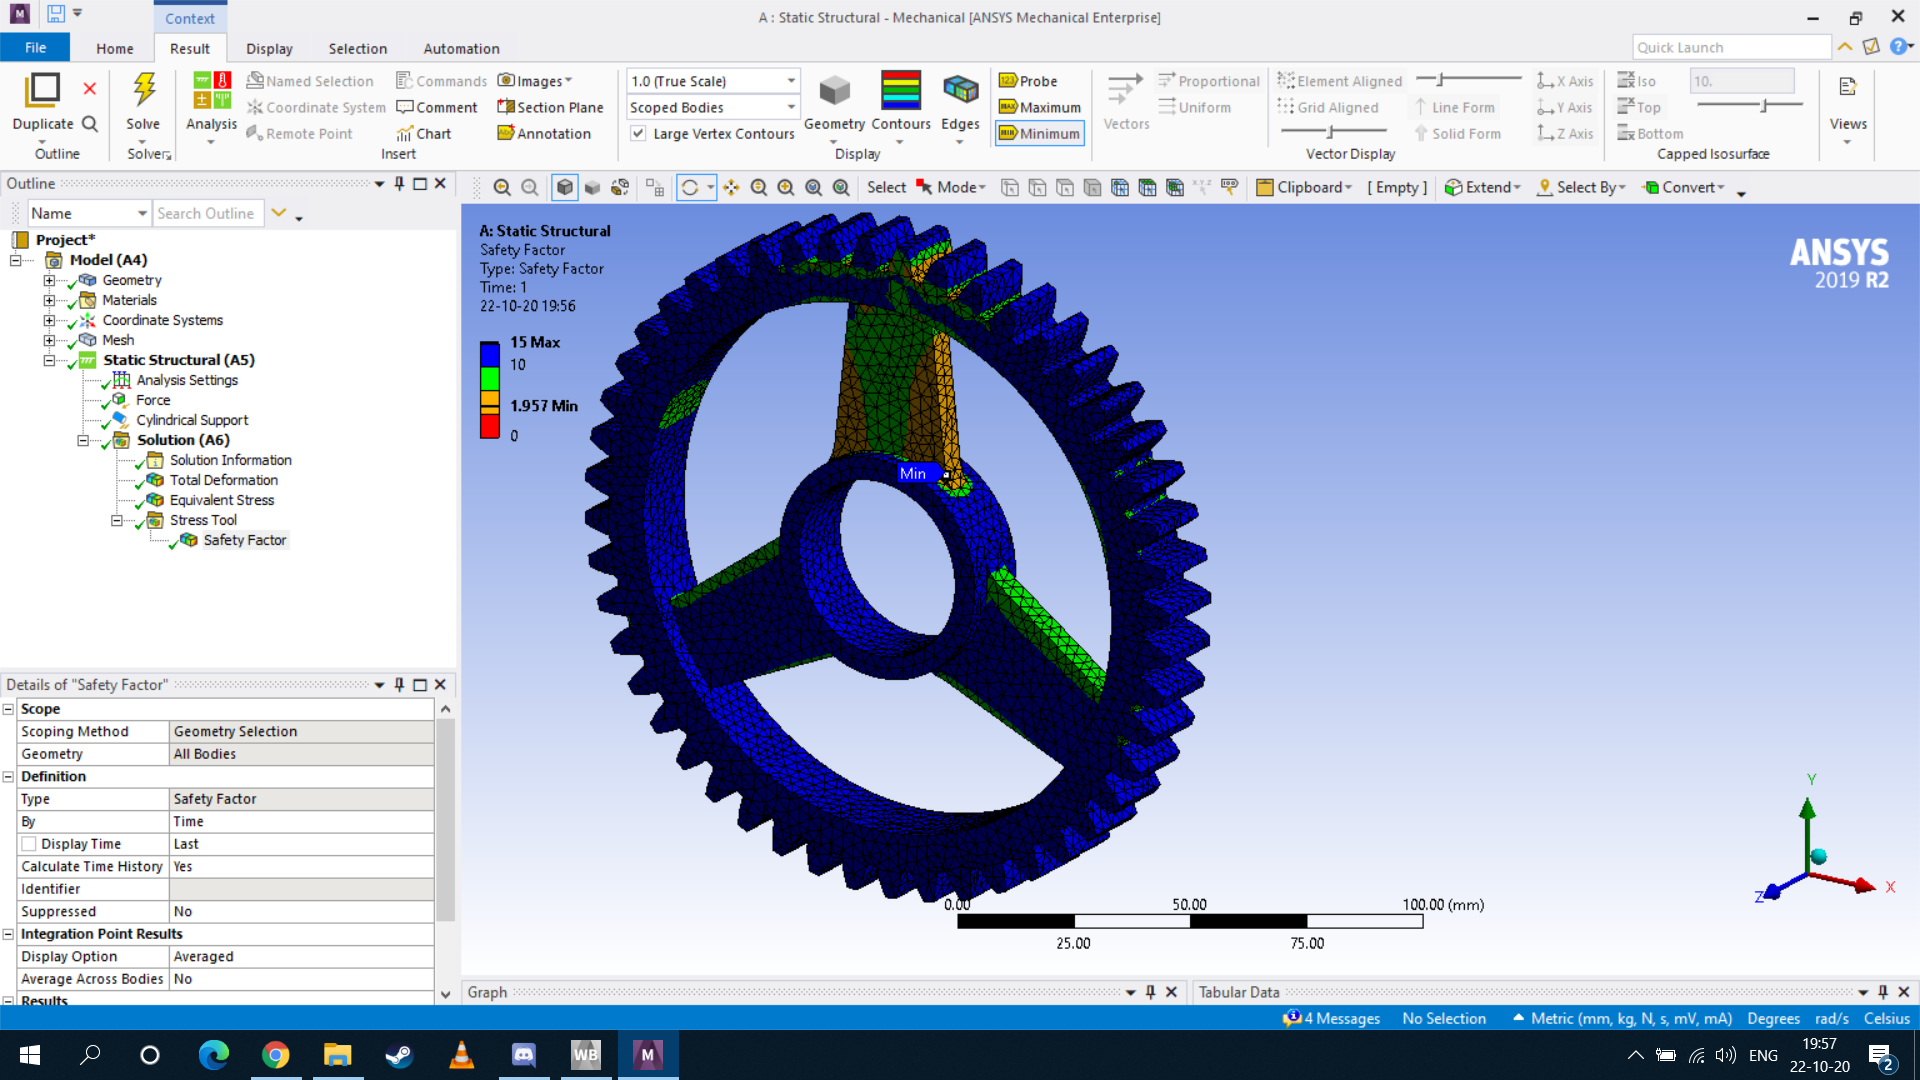 M
Context
A : Static Structural - Mechanical [ANSYS Mechanical Enterprise]
File
Home
Result
Display
Selection
Automation
Quick Launch
Duplicate
Outline
Solve
Solver
Analysis
Named Selection
Coordinate System
Remote Point
Commands
Comment
Chart
Images
Section Plane
Annotation
Insert
1.0 (True Scale)
Scoped Bodies
Large Vertex Contours
Geometry
Contours
Edges
Display
Probe
Maximum
Minimum
Vectors
Proportional
Uniform
Element Aligned
Grid Aligned
Line Form
Solid Form
X Axis
Y Axis
Z Axis
Vector Display
Iso
Top
Bottom
10.
Capped Isosurface
Views
Outline
Name
Search Outline
Select
Mode
Clipboard
[ Empty ]
Extend
Select By
Convert
Project*
Model (A4)
Geometry
Materials
Coordinate Systems
Mesh
Static Structural (A5)
Analysis Settings
Force
Cylindrical Support
Solution (A6)
Solution Information
Total Deformation
Equivalent Stress
Stress Tool
Safety Factor
A: Static Structural
Safety Factor
Type: Safety Factor
Time: 1
22-10-20 19:56
15 Max
10
1.957 Min
0
Min
ANSYS
2019 R2
Y
X
Z
0.00
50.00
100.00 (mm)
25.00
75.00
Details of "Safety Factor"
Scope
Scoping Method Geometry Selection
Geometry All Bodies
Definition
Type Safety Factor
By Time
Display Time Last
Calculate Time History Yes
Identifier
Suppressed No
Integration Point Results
Display Option Averaged
Average Across Bodies No
Results
Graph
Tabular Data
4 Messages
No Selection
Metric (mm, kg, N, s, mV, mA)
Degrees
rad/s
Celsius
WB
M
ENG
19:57
22-10-20
2